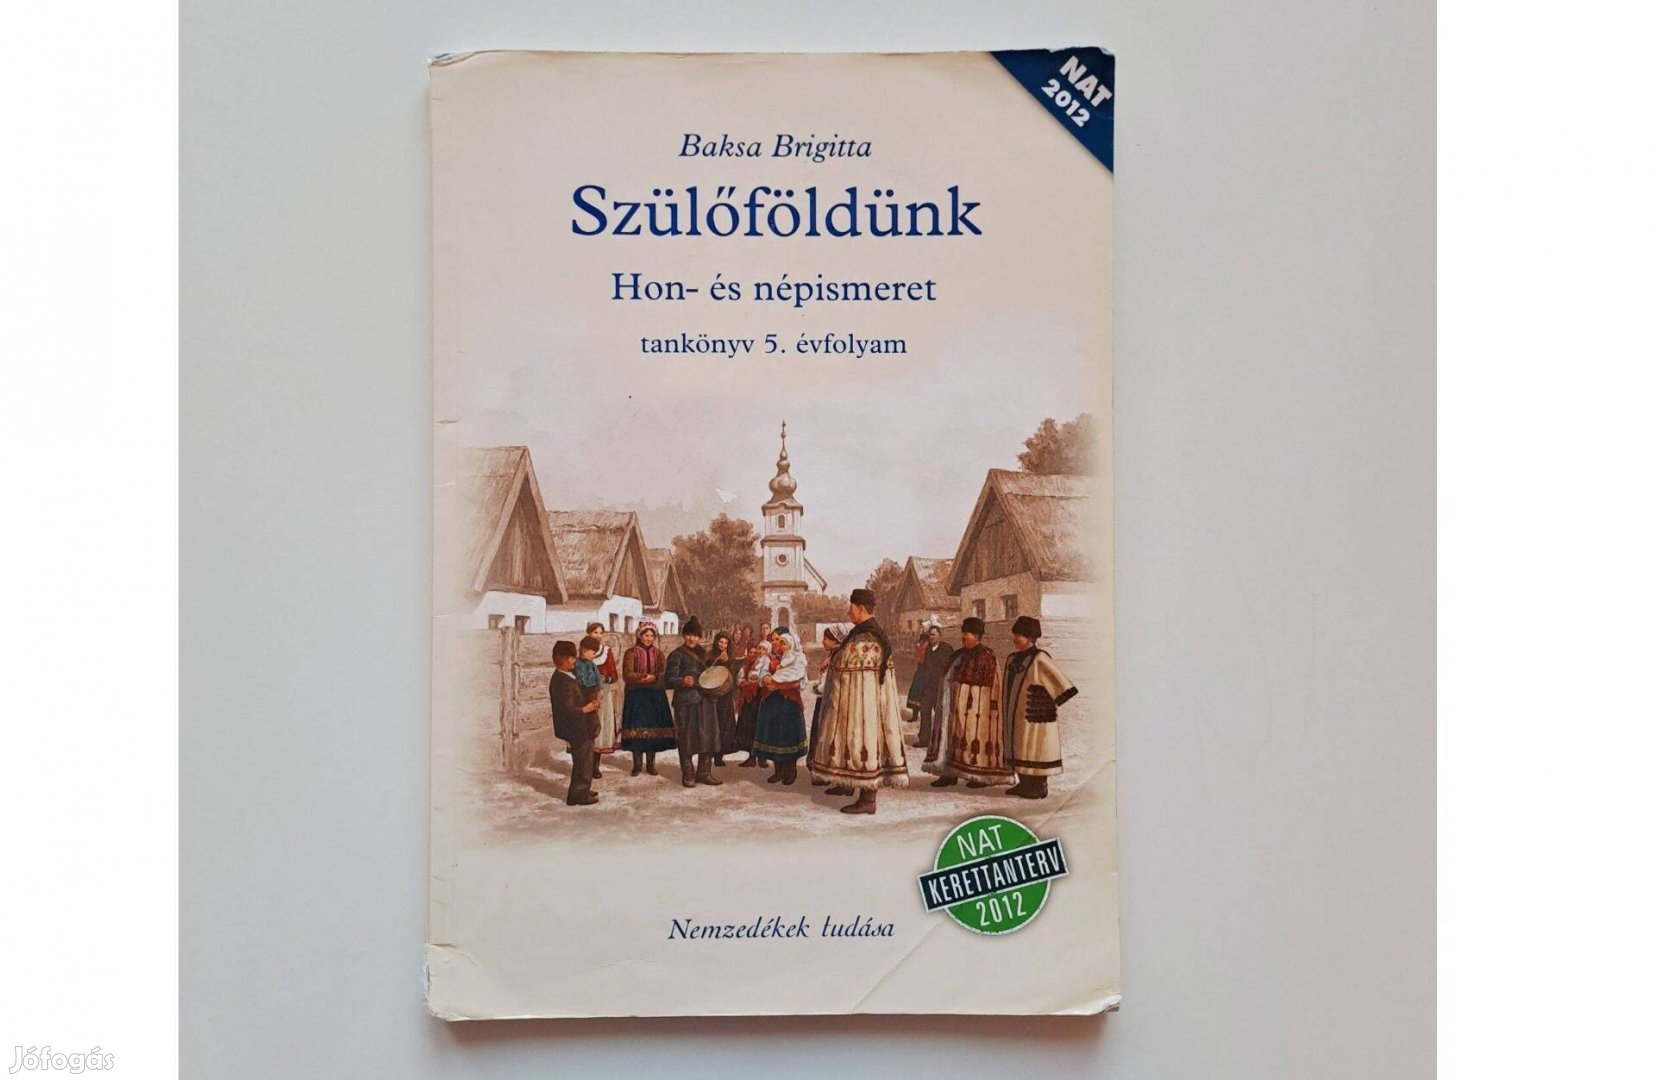 NAT
2012
Baksa Brigitta
Szülőföldünk
Hon- és népismeret
tankönyv 5. évfolyam
NAT
KERETTANTERV
2012
Nemzedékek tudása
Jófogás